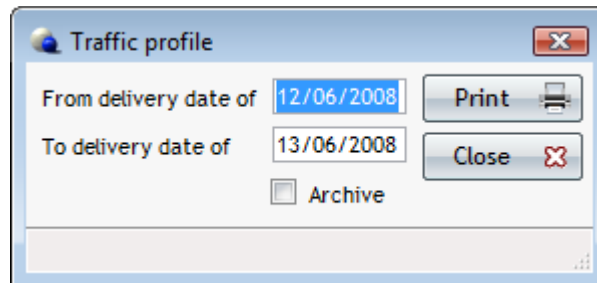 Traffic profile
From delivery date of 12/06/2008 Print
To delivery date of 13/06/2008 Close
Archive